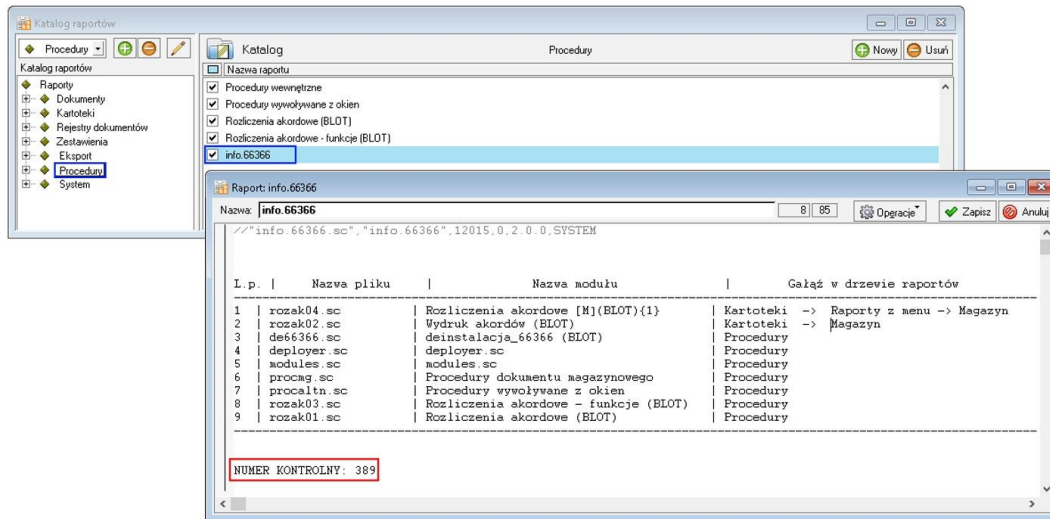 Katalog raportów
Procedury
Katalog raportów
Raporty
Dokumenty
Kartoteki
Rejestry dokumentów
Zestawienia
Eksport
Procedury
System
Katalog Procedury Nowy Usuń
Nazwa raportu
Procedury wewnętrzne
Procedury wywoływane z okien
Rozliczenia akordowe (BLOT)
Rozliczenia akordowe - funkcje (BLOT)
info.66366
Raport: info.66366
Nazwa: info.66366 8 85 Operacje Zapisz Anuluj
//"info.66366.sc","info.66366",12015,0,2.0.0,SYSTEM
L.p. | Nazwa pliku | Nazwa modułu | Gałąź w drzewie raportów
1 | rozak04.sc | Rozliczenia akordowe [M](BLOT){1} | Kartoteki -> Raporty z menu -> Magazyn
2 | rozak02.sc | Wydruk akordów (BLOT) | Kartoteki -> Magazyn
3 | de66366.sc | deinstalacja_66366 (BLOT) | Procedury
4 | deployer.sc | deployer.sc | Procedury
5 | modules.sc | modules.sc | Procedury
6 | procmg.sc | Procedury dokumentu magazynowego | Procedury
7 | procaltn.sc | Procedury wywoływane z okien | Procedury
8 | rozak03.sc | Rozliczenia akordowe - funkcje (BLOT) | Procedury
9 | rozak01.sc | Rozliczenia akordowe (BLOT) | Procedury
NUMER KONTROLNY: 389